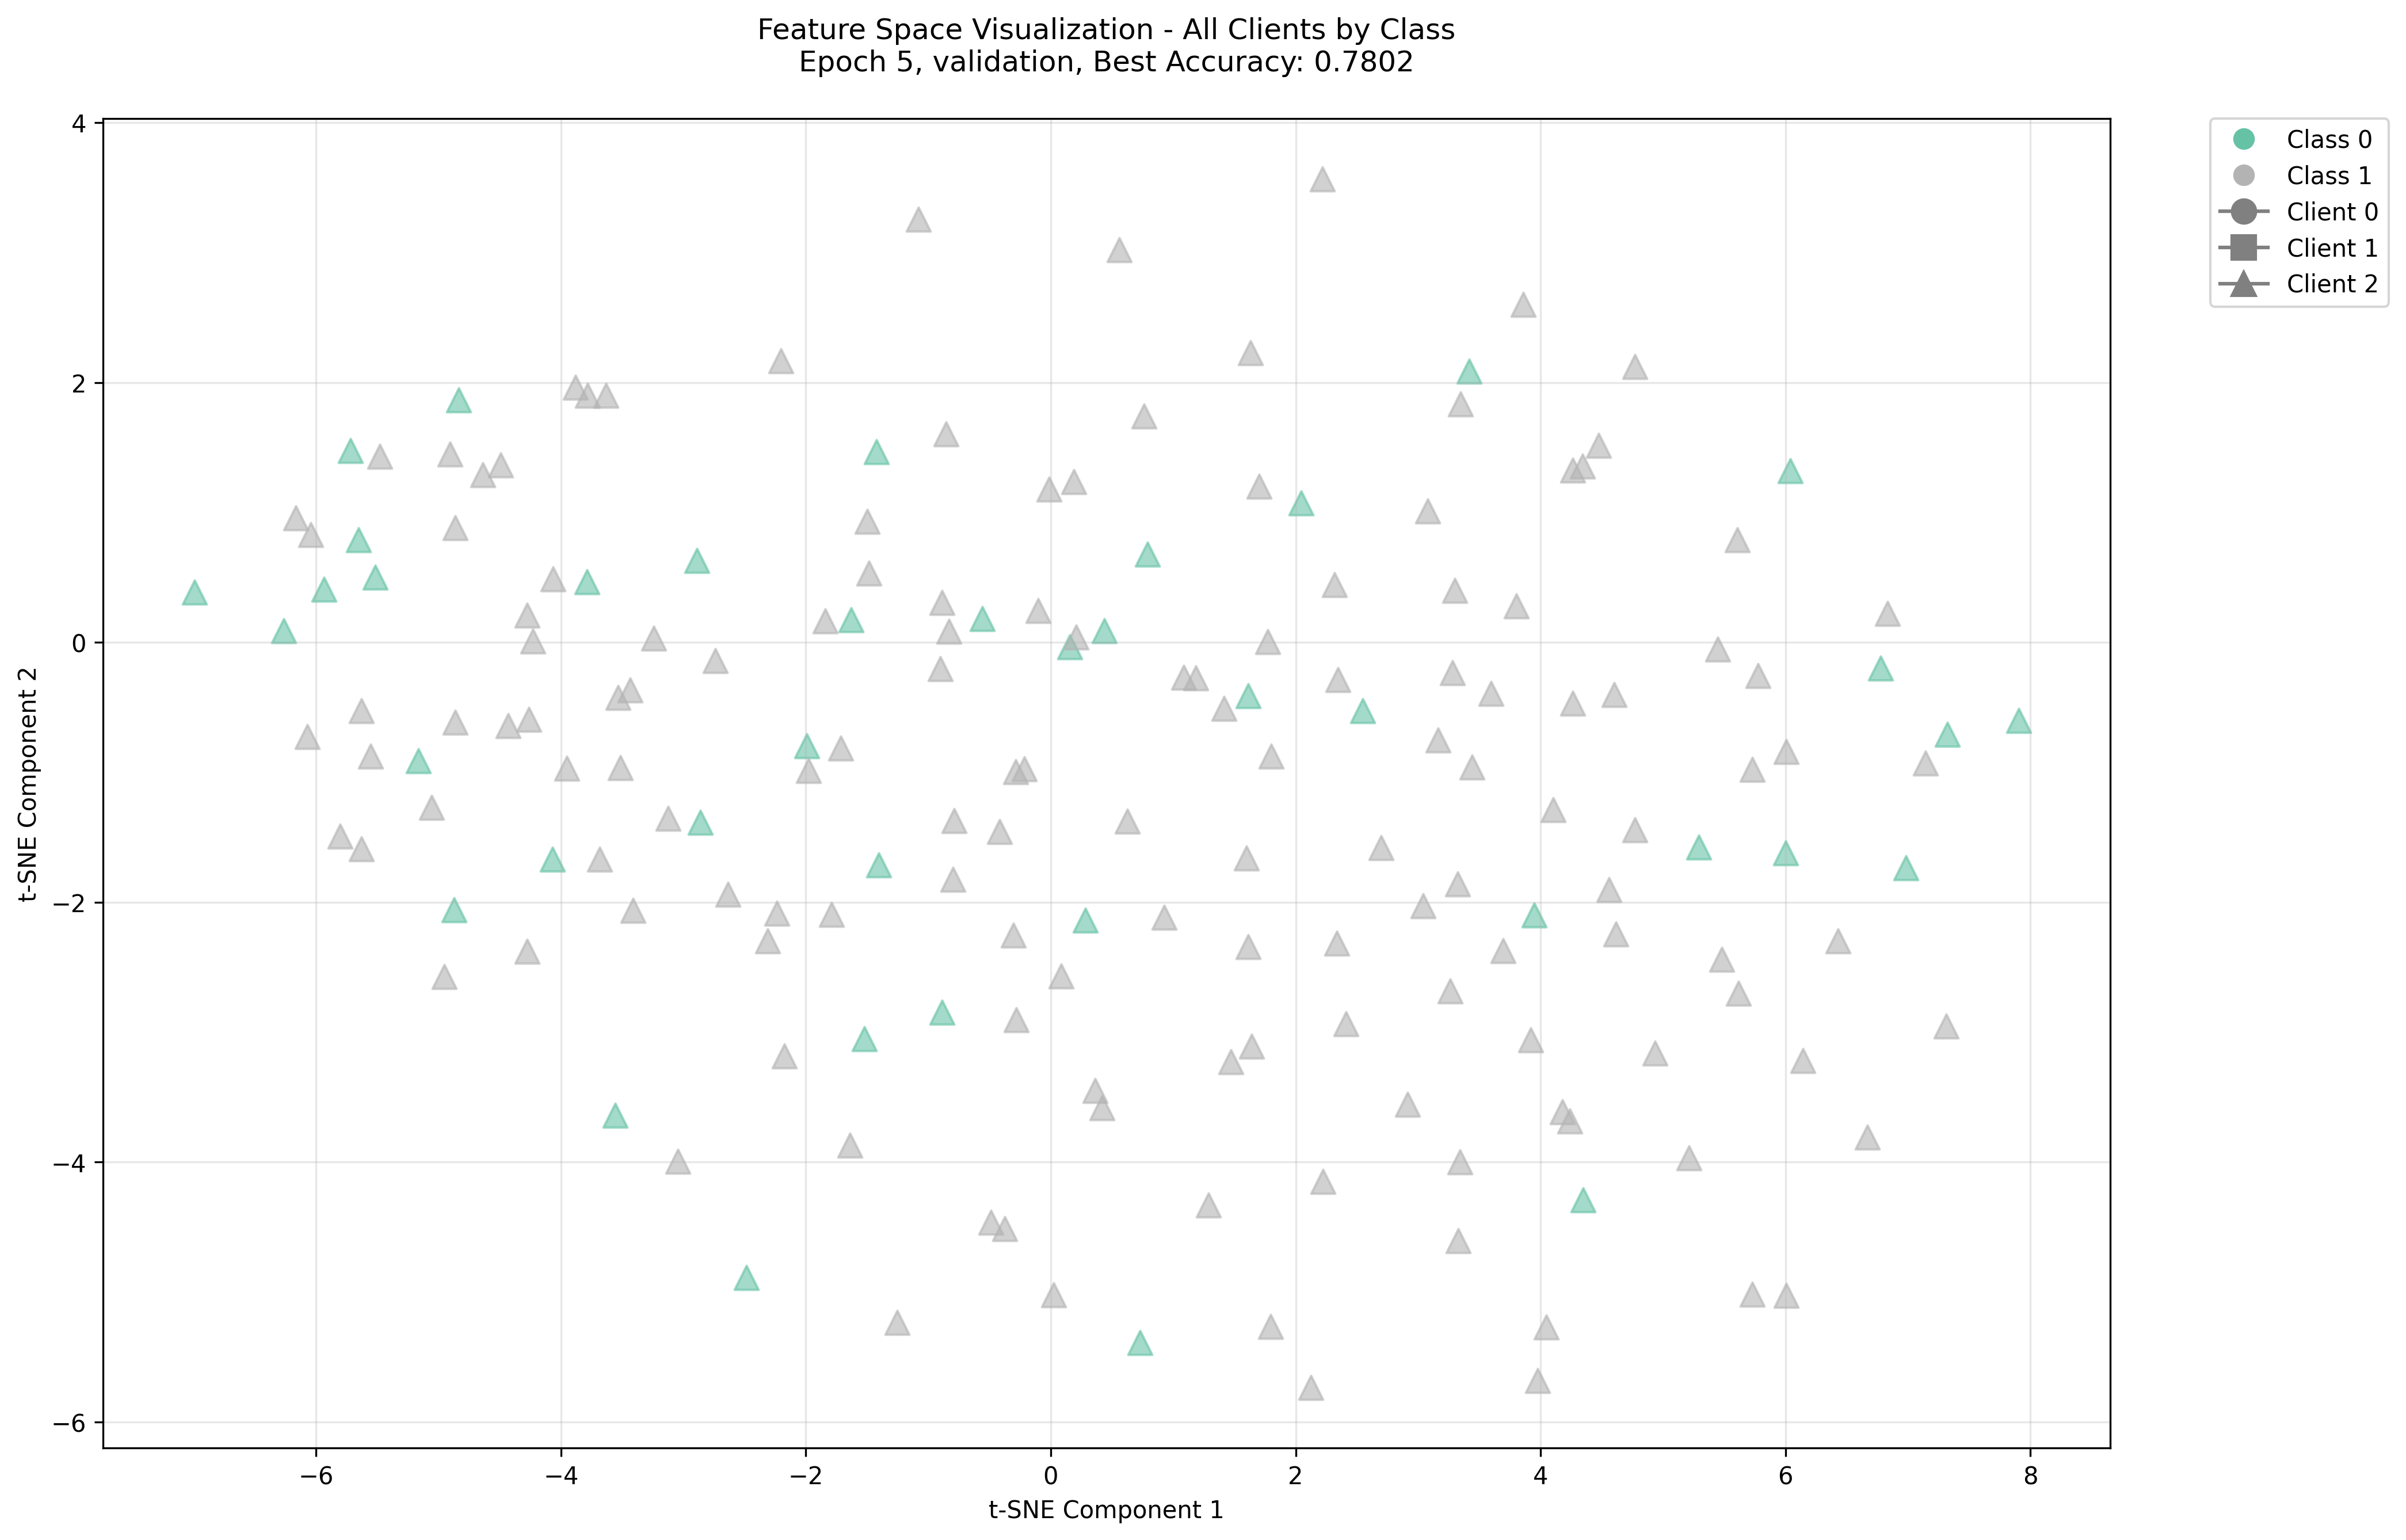 Feature Space Visualization - All Clients by Class
Epoch 5, validation, Best Accuracy: 0.7802
Class 0
Class 1
Client 0
Client 1
Client 2
t-SNE Component 2
4
2
0
−2
−4
−6
−6 −4 −2 0 2 4 6 8
t-SNE Component 1